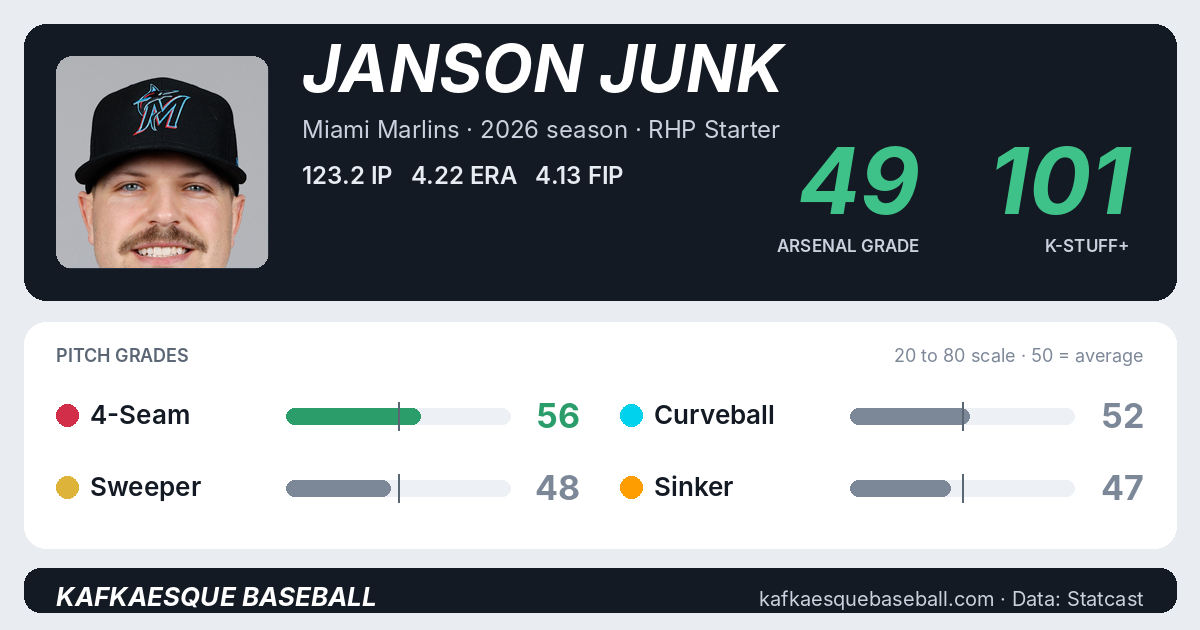 JANSON JUNK
Miami Marlins · 2026 season · RHP Starter
123.2 IP 4.22 ERA 4.13 FIP
49 101
ARSENAL GRADE K-STUFF+
PITCH GRADES 20 to 80 scale · 50 = average
4-Seam 56 Curveball 52
Sweeper 48 Sinker 47
KAFKAESQUE BASEBALL kafkaesquebaseball.com · Data: Statcast